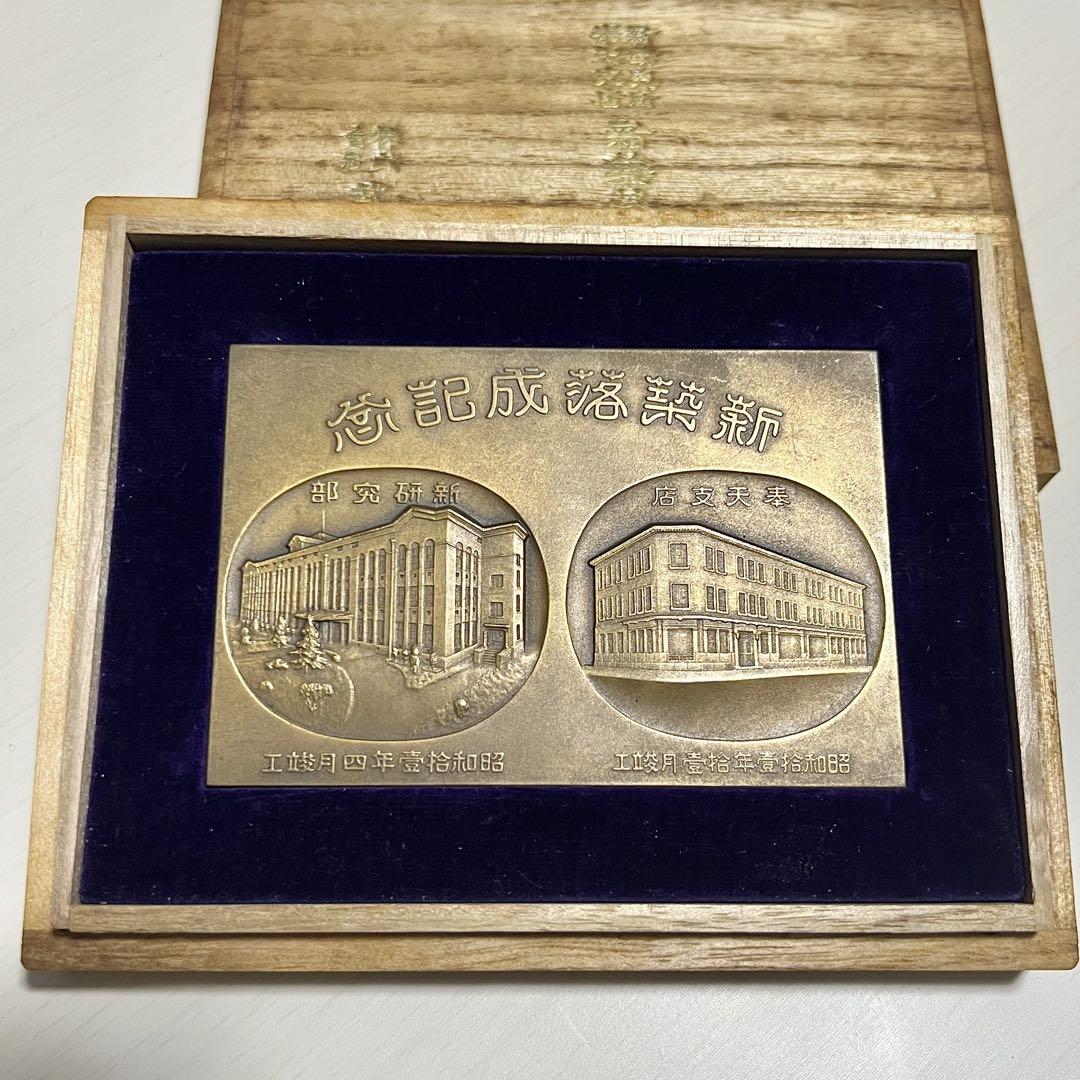 新築落成記念
奉天支店
昭和拾壹年拾壹月竣工
新研究部
昭和拾壹年四月竣工